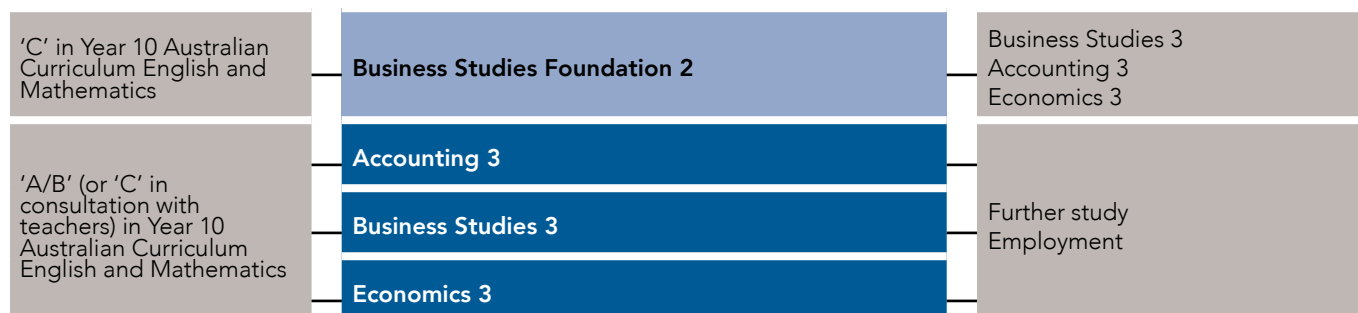 'C' in Year 10 Australian
Curriculum English and
Mathematics
Business Studies Foundation 2
Business Studies 3
Accounting 3
Economics 3
'A/B' (or 'C' in
consultation with
teachers) in Year 10
Australian Curriculum
English and Mathematics
Accounting 3
Business Studies 3
Economics 3
Further study
Employment